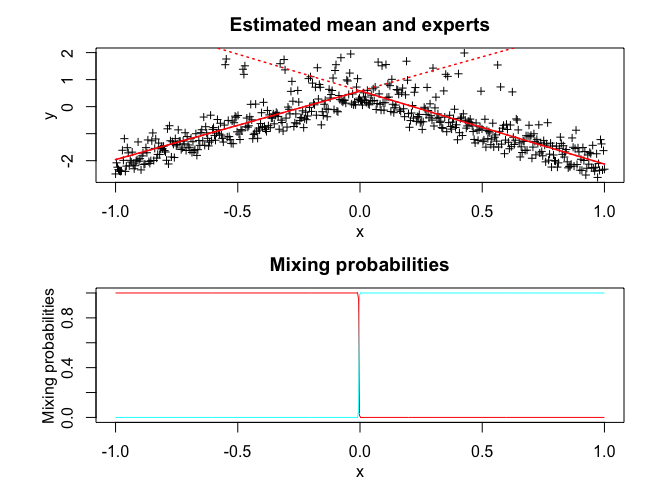 Estimated mean and experts
y
2
1
0
-2
-1.0 -0.5 0.0 0.5 1.0
x
Mixing probabilities
Mixing probabilities
0.8
0.4
0.0
-1.0 -0.5 0.0 0.5 1.0
x